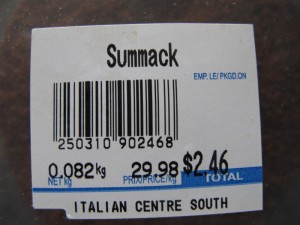 Summack
EMP. LE/ PKGD.ON
250310 902468
0.082kg 29.98 $2.46
NET kg PRIX/PRICE/kg TOTAL
ITALIAN CENTRE SOUTH